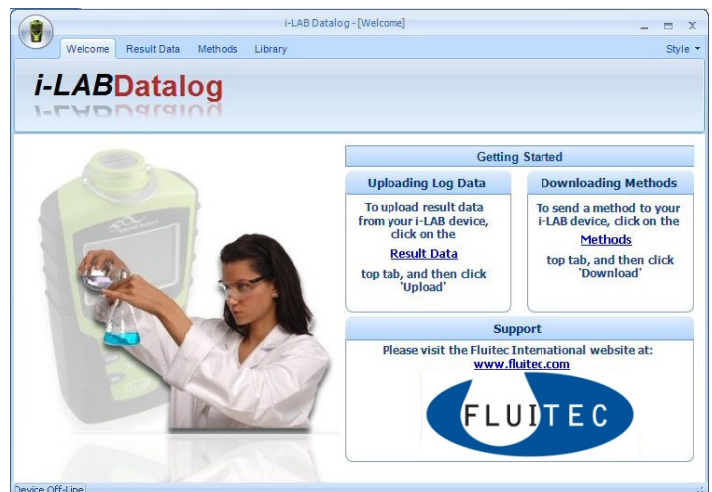 i-LAB Datalog - [Welcome]
Welcome Result Data Methods Library Style
i-LABDatalog
Getting Started
Uploading Log Data
To upload result data
from your i-LAB device,
click on the
Result Data
top tab, and then click
'Upload'
Downloading Methods
To send a method to your
i-LAB device, click on the
Methods
top tab, and then click
'Download'
Support
Please visit the Fluitec International website at:
www.fluitec.com
FLUITEC
Device Off-Line